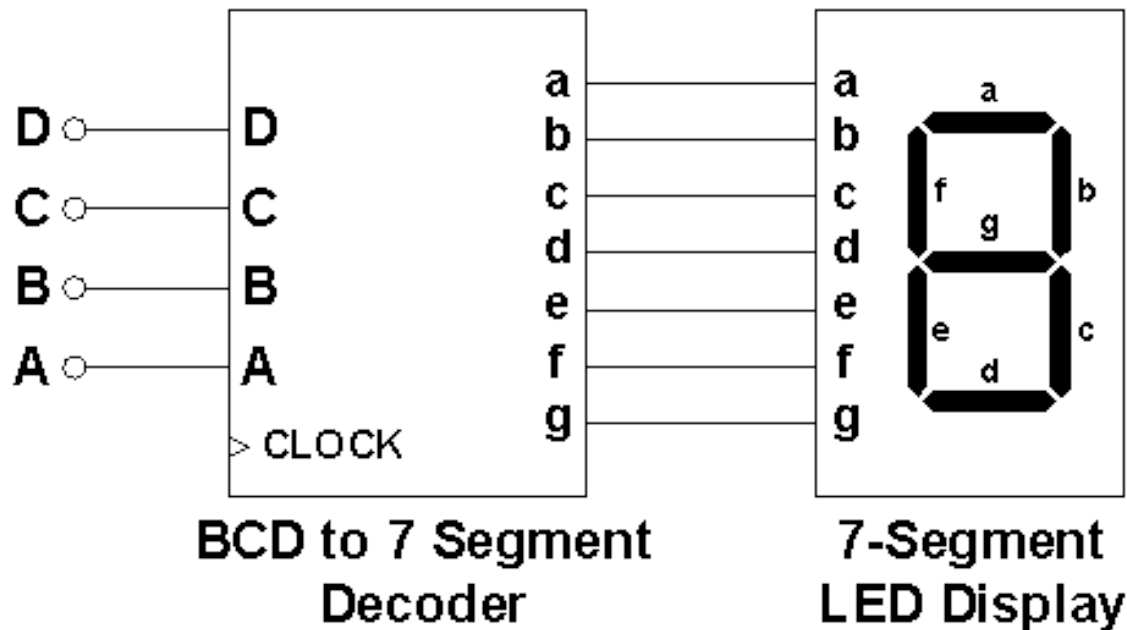 D D a a a
b b
C C c c f b
d d g
B B e e e c
A A f f d
g g
CLOCK
BCD to 7 Segment 7-Segment
Decoder LED Display